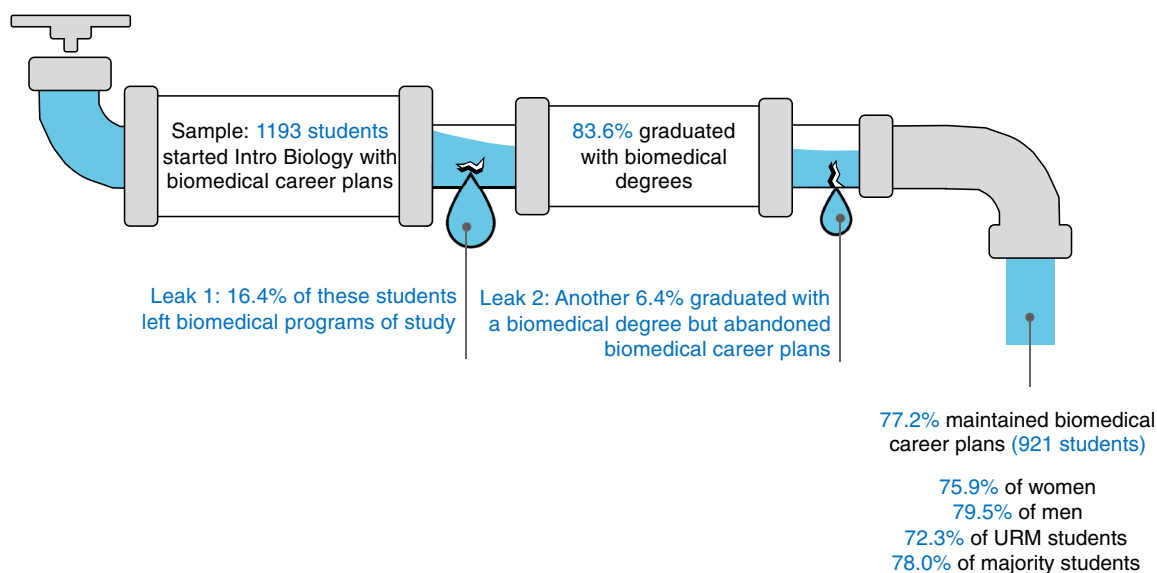 Sample: 1193 students
started Intro Biology with
biomedical career plans
83.6% graduated
with biomedical
degrees
Leak 1: 16.4% of these students
left biomedical programs of study
Leak 2: Another 6.4% graduated with
a biomedical degree but abandoned
biomedical career plans
77.2% maintained biomedical
career plans (921 students)
75.9% of women
79.5% of men
72.3% of URM students
78.0% of majority students